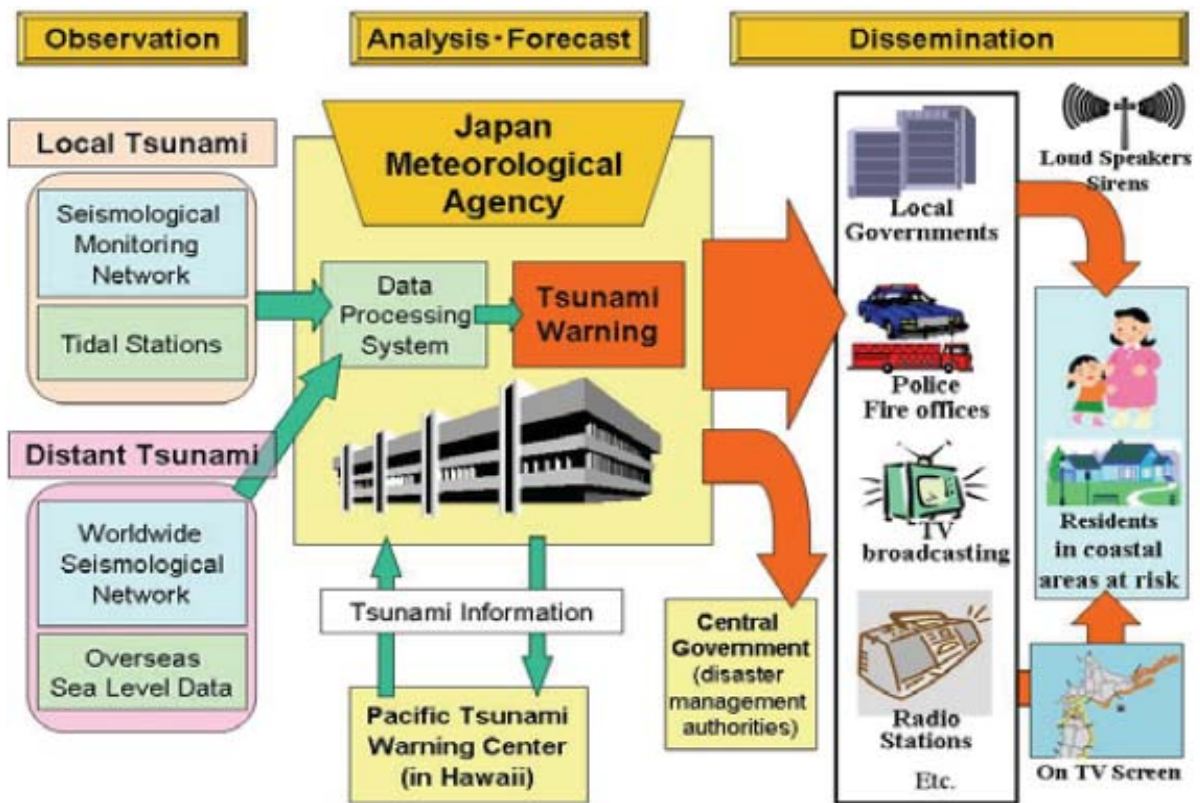 Observation
Analysis・Forecast
Dissemination
Local Tsunami
Seismological
Monitoring
Network
Tidal Stations
Distant Tsunami
Worldwide
Seismological
Network
Overseas
Sea Level Data
Japan
Meteorological
Agency
Data
Processing
System
Tsunami
Warning
Tsunami Information
Pacific Tsunami
Warning Center
(in Hawaii)
Central
Government
(disaster
management
authorities)
Local
Governments
Police
Fire offices
TV
broadcasting
Radio
Stations
Etc.
Loud Speakers
Sirens
Residents
in coastal
areas at risk
On TV Screen